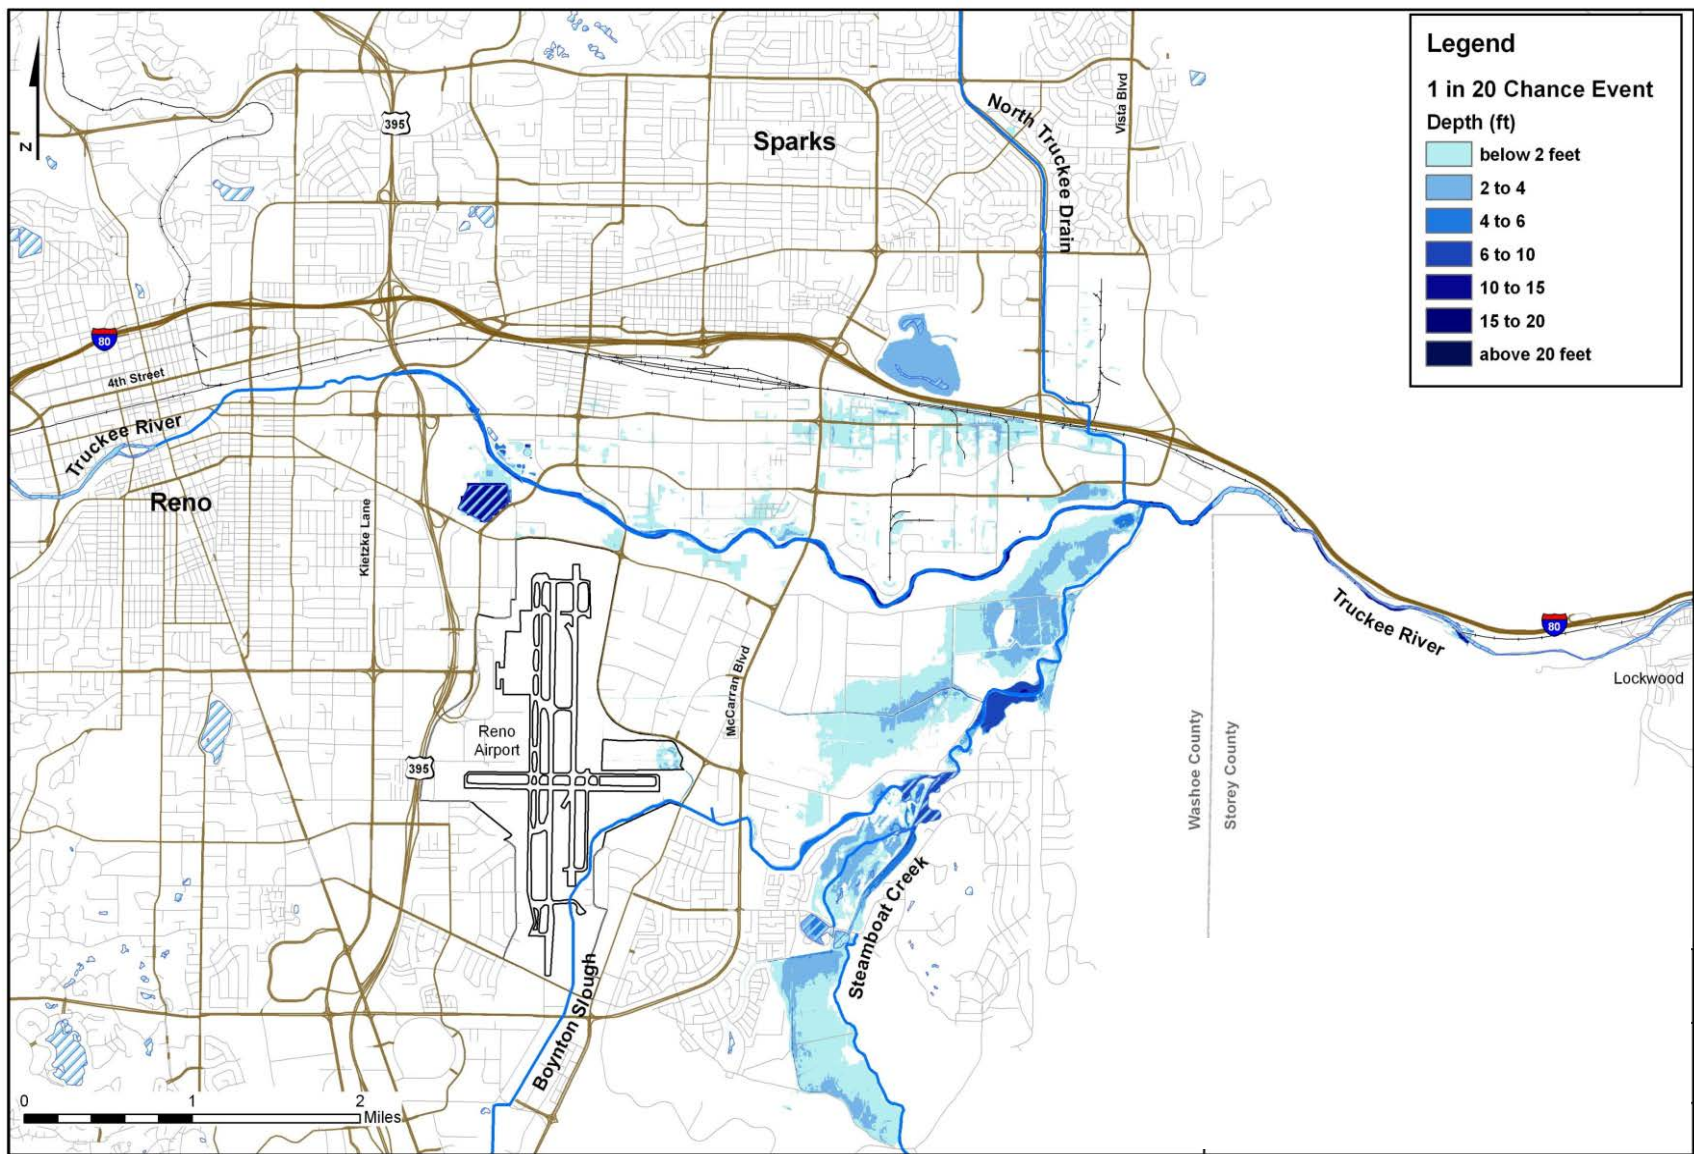 Legend
1 in 20 Chance Event
Depth (ft)
below 2 feet
2 to 4
4 to 6
6 to 10
10 to 15
15 to 20
above 20 feet
N
395
Sparks
North Truckee Drain
Vista Blvd
80
4th Street
Truckee River
Reno
Kietzke Lane
Truckee River
80
Lockwood
McCarran Blvd
Reno
Airport
395
Washoe County
Storey County
Steamboat Creek
Boynton Slough
0 1 2
Miles